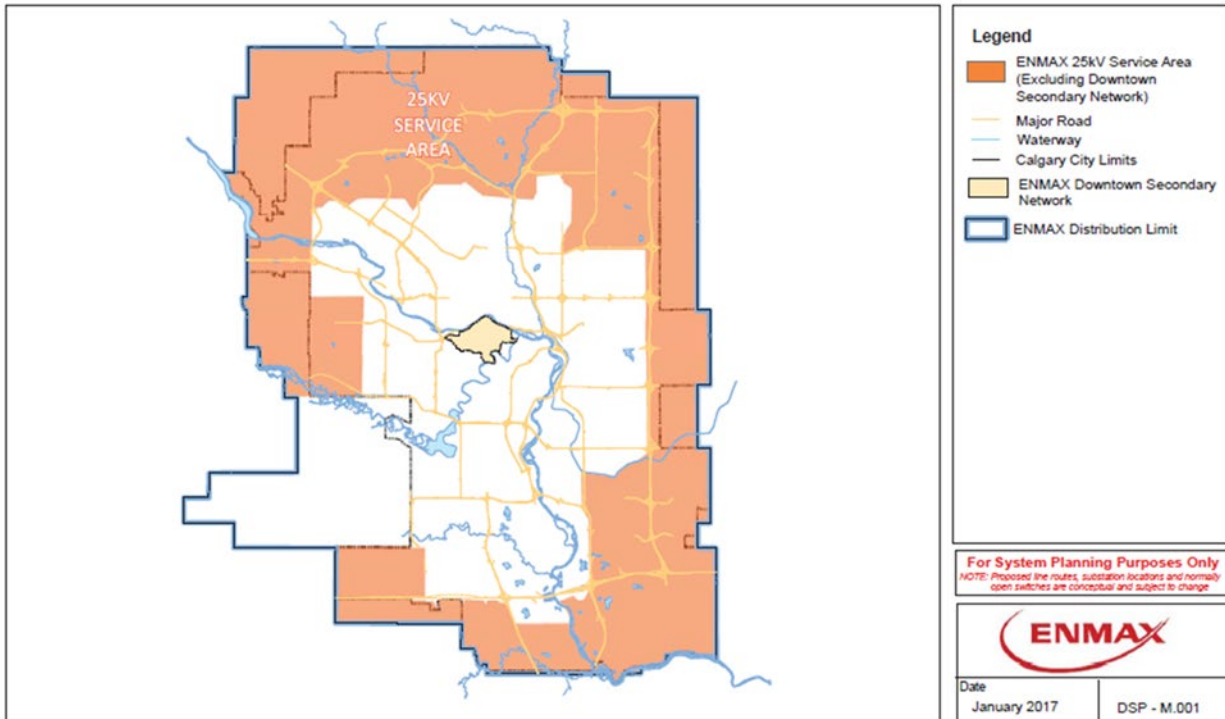 25KV
SERVICE
AREA
Legend
ENMAX 25kV Service Area
(Excluding Downtown
Secondary Network)
Major Road
Waterway
Calgary City Limits
ENMAX Downtown Secondary
Network
ENMAX Distribution Limit
For System Planning Purposes Only
NOTE: Proposed line routes, substation locations and normally
open switches are conceptual and subject to change
ENMAX
Date
January 2017
DSP - M.001